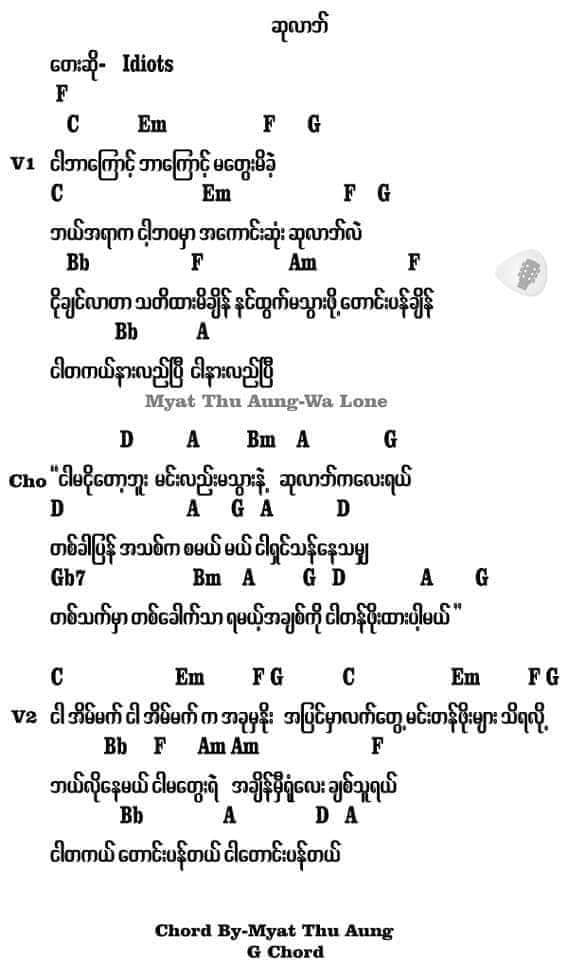 ဆုလာဘ်
တေးဆို- Idiots
F
C Em F G
V1 ငါဘာကြောင့် ဘာကြောင့် မတွေးမိခဲ့
C Em F G
ဘယ်အရာက ငါ့ဘဝမှာ အကောင်းဆုံး ဆုလာဘ်လဲ
Bb F Am F
ငိုချင်လာတာ သတိထားမိချိန် နင်ထွက်မသွားဖို့ တောင်းပန်ချိန်
Bb A
ငါတကယ်နားလည်ပြီ ငါနားလည်ပြီ
Myat Thu Aung-Wa Lone
D A Bm A G
Cho "ငါမငိုတော့ဘူး မင်းလည်းမသွားနဲ့ ဆုလာဘ်ကလေးရယ်
D A G A D
တစ်ခါပြန် အသစ်က စမယ် မယ် ငါရှင်သန်နေသမျှ
Gb7 Bm A G D A G
တစ်သက်မှာ တစ်ခေါက်သာ ရမယ့်အချစ်ကို ငါတန်ဖိုးထားပါ့မယ်"
C Em F G C Em F G
V2 ငါ အိမ်မက် ငါ အိမ်မက် က အခုမှနိုး အပြင်မှာလက်တွေ့ မင်းတန်ဖိုးများ သိရလို့
Bb F Am Am F
ဘယ်လိုနေမယ် ငါမတွေးရဲ အချိန်မှီရုံလေး ချစ်သူရယ်
Bb A D A
ငါတကယ် တောင်းပန်တယ် ငါတောင်းပန်တယ်
Chord By-Myat Thu Aung
G Chord